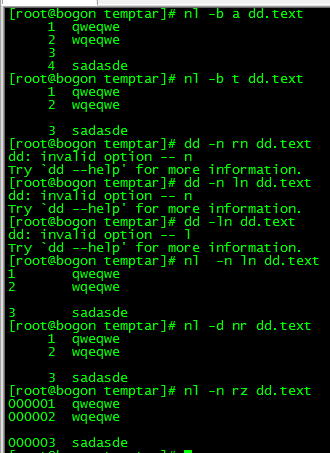 [root@bogon temptar]# nl -b a dd.text
     1  qweqwe
     2  wqeqwe
     3
     4  sadasde
[root@bogon temptar]# nl -b t dd.text
     1  qweqwe
     2  wqeqwe

     3  sadasde
[root@bogon temptar]# dd -n rn dd.text
dd: invalid option -- n
Try `dd --help' for more information.
[root@bogon temptar]# dd -n ln dd.text
dd: invalid option -- n
Try `dd --help' for more information.
[root@bogon temptar]# dd -ln dd.text
dd: invalid option -- l
Try `dd --help' for more information.
[root@bogon temptar]# nl  -n ln dd.text
1       qweqwe
2       wqeqwe

3       sadasde
[root@bogon temptar]# nl -d nr dd.text
     1  qweqwe
     2  wqeqwe

     3  sadasde
[root@bogon temptar]# nl -n rz dd.text
000001  qweqwe
000002  wqeqwe

000003  sadasde